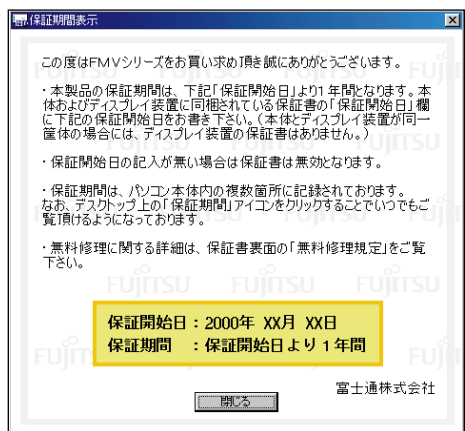 保証期間表示
この度はFMVシリーズをお買い求め頂き誠にありがとうございます。
・本製品の保証期間は、下記「保証開始日」より1年間となります。本
体およびディスプレイ装置に同梱されている保証書の「保証開始日」欄
に下記の保証開始日をお書き下さい。（本体とディスプレイ装置が同一
筐体の場合には、ディスプレイ装置の保証書はありません。）
・保証開始日の記入が無い場合は保証書は無効となります。
・保証期間は、パソコン本体内の複数箇所に記録されております。
なお、デスクトップ上の「保証期間」アイコンをクリックすることでいつでもご
覧頂けるようになっております。
・無料修理に関する詳細は、保証書裏面の「無料修理規定」をご覧
下さい。
保証開始日：2000年 XX月 XX日
保証期間　：保証開始日より1年間
富士通株式会社
閉じる